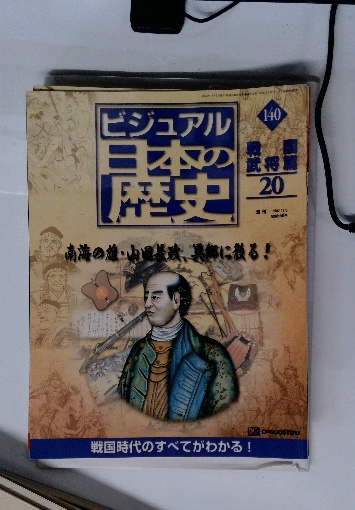 140
ビジュアル
日本の
歴史
戦国
武将編
20
週刊
南海の雄・山田長政、異郷に散る!
DeAGOSTINI
戦国時代のすべてがわかる!